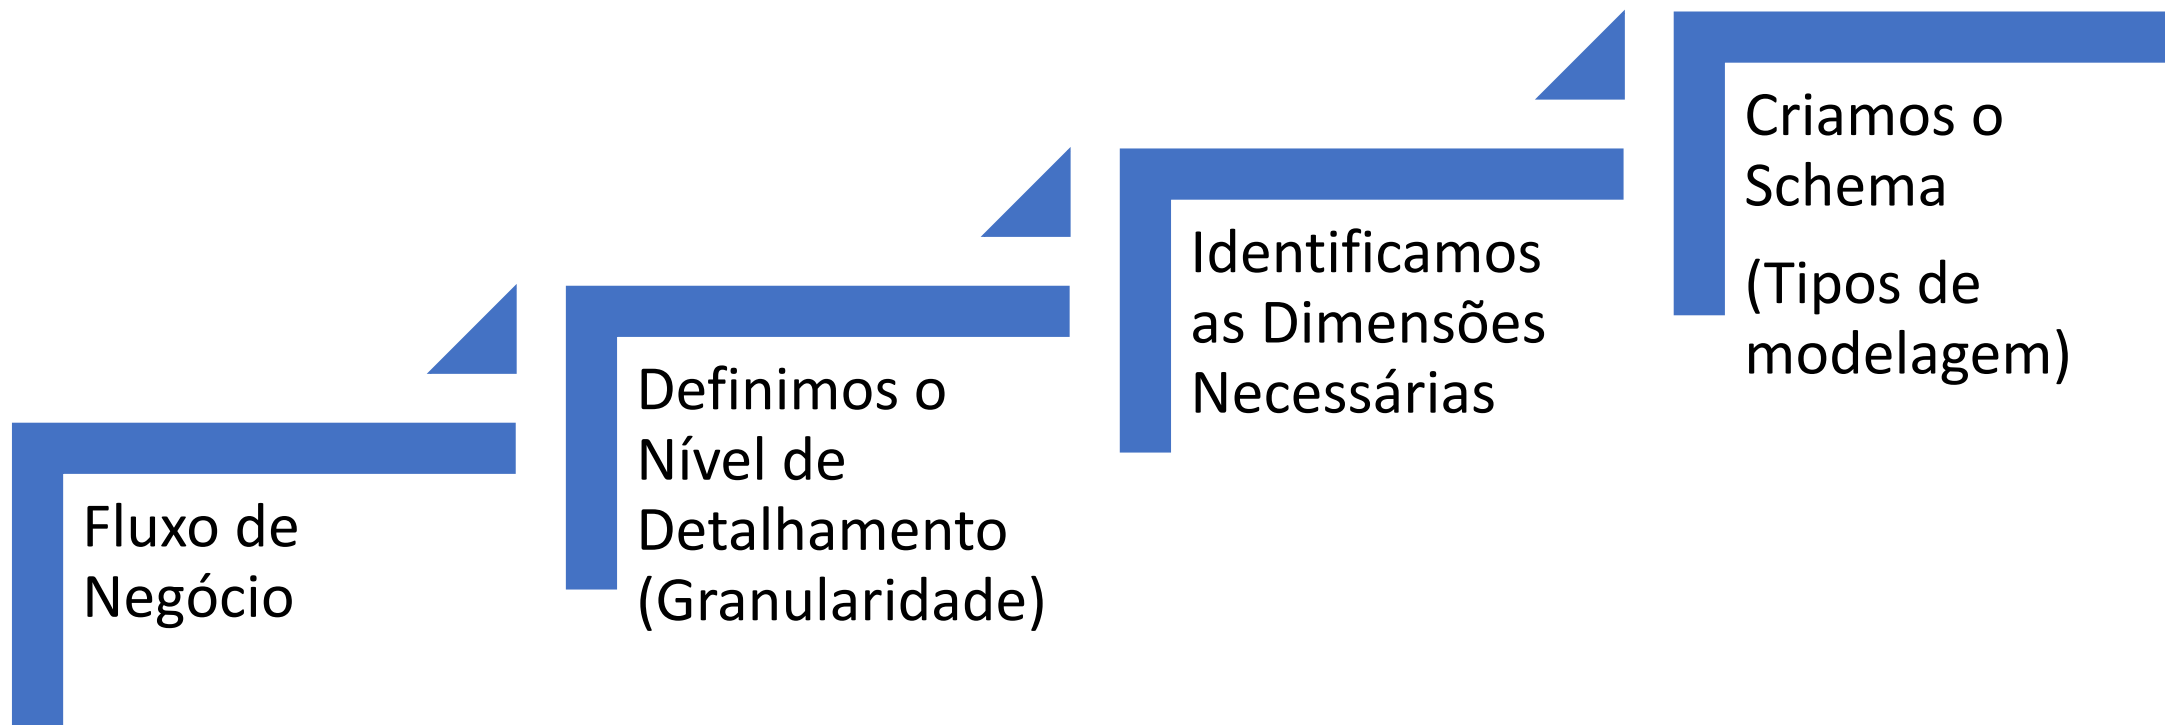 Fluxo de
Negócio
Definimos o
Nível de
Detalhamento
(Granularidade)
Identificamos
as Dimensões
Necessárias
Criamos o
Schema
(Tipos de
modelagem)